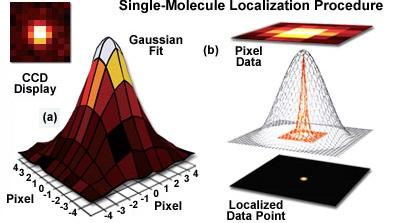 Single-Molecule Localization Procedure
CCD
Display
Gaussian
Fit
(a)
4 3 2 1 0 -1 -2 -3 -4
Pixel
-4 -3 -2 -1 0 1 2 3 4
Pixel
(b)
Pixel
Data
Localized
Data Point